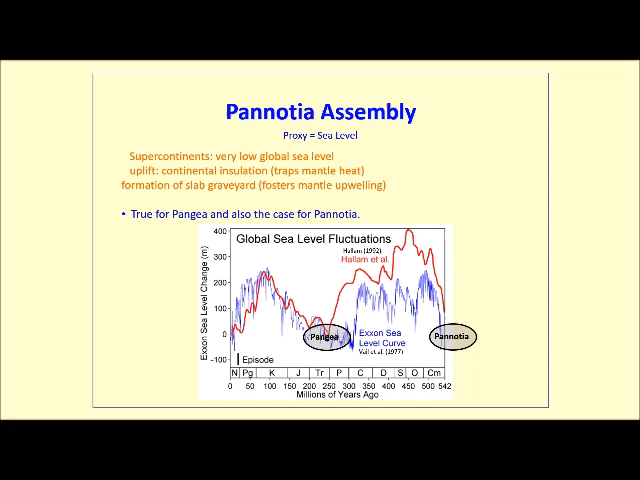 Pannotia Assembly
Proxy = Sea Level
Supercontinents: very low global sea level
uplift: continental insulation (traps mantle heat)
formation of slab graveyard (fosters mantle upwelling)
• True for Pangea and also the case for Pannotia.
Global Sea Level Fluctuations
Hallam (1992)
Hallam et al.
Exxon Sea Level Change (m)
400
300
200
100
0
-100
Pangea
Pannotia
Exxon Sea
Level Curve
Vail et al. (1977)
Episode
N Pg K J Tr P C D S O Cm
0 50 100 150 200 250 300 350 400 450 500 542
Millions of Years Ago